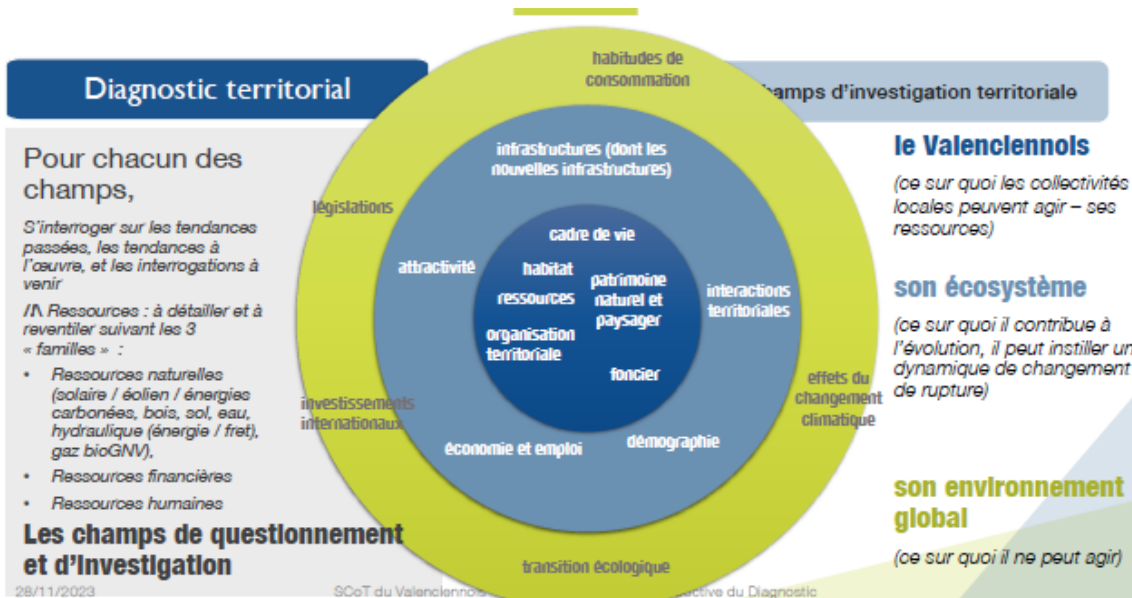 Diagnostic territorial
Pour chacun des
champs,
S'interroger sur les tendances
passées, les tendances à
l'œuvre, et les interrogations à
venir
/!\ Ressources : à détailler et à
reventiler suivant les 3
« familles » :
• Ressources naturelles
(solaire / éolien / énergies
carbonées, bois, sol, eau,
hydraulique (énergie / fret),
gaz bioGNV),
• Ressources financières
• Ressources humaines
Les champs de questionnement
et d'investigation
28/11/2023
SCoT du Valenciennois
habitudes de
consommation
législations
investissements
internationaux
effets du
changement
climatique
transition écologique
infrastructures (dont les
nouvelles infrastructures)
attractivité
interactions
territoriales
économie et emploi
démographie
cadre de vie
habitat
ressources
patrimoine
naturel et
paysager
organisation
territoriale
foncier
hamps d'investigation territoriale
le Valenciennois
(ce sur quoi les collectivités
locales peuvent agir – ses
ressources)
son écosystème
(ce sur quoi il contribue à
l'évolution, il peut instiller un
dynamique de changement
de rupture)
son environnement
global
(ce sur quoi il ne peut agir)
ective du Diagnostic